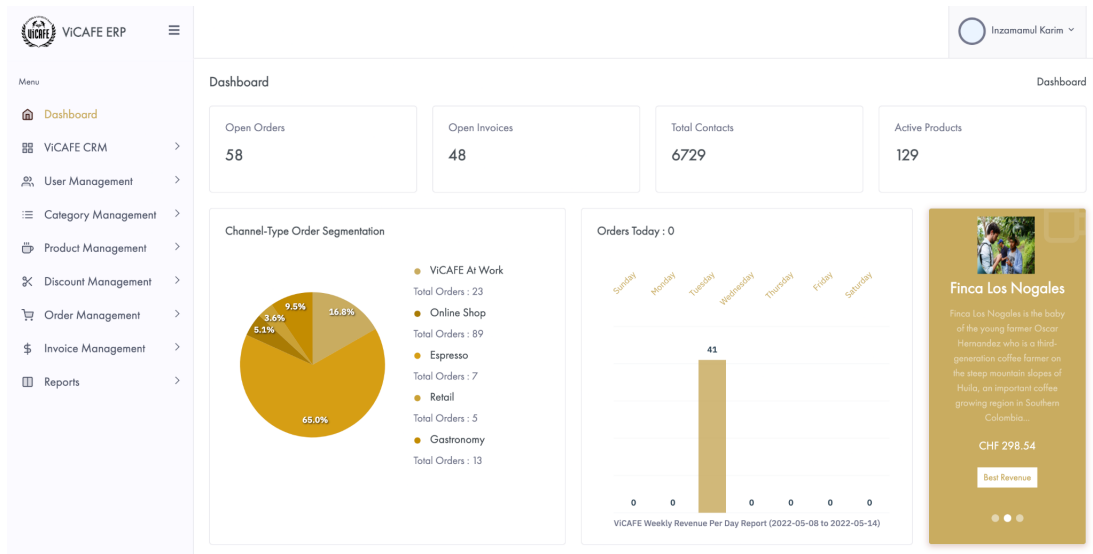 ViCAFE
ViCAFE ERP
Inzamamul Karim
Menu
Dashboard
ViCAFE CRM
User Management
Category Management
Product Management
Discount Management
Order Management
Invoice Management
Reports
Dashboard
Dashboard
Open Orders
58
Open Invoices
48
Total Contacts
6729
Active Products
129
Channel-Type Order Segmentation
9.5%
16.8%
3.6%
5.1%
65.0%
ViCAFE At Work
Total Orders : 23
Online Shop
Total Orders : 89
Espresso
Total Orders : 7
Retail
Total Orders : 5
Gastronomy
Total Orders : 13
Orders Today : 0
Sunday
Monday
Tuesday
Wednesday
Thursday
Friday
Saturday
41
0
0
0
0
0
0
ViCAFE Weekly Revenue Per Day Report (2022-05-08 to 2022-05-14)
Finca Los Nogales
Finca Los Nogales is the baby
of the young farmer Oscar
Hernandez who is a third-
generation coffee farmer on
the steep mountain slopes of
Huila, an important coffee
growing region in Southern
Colombia...
CHF 298.54
Best Revenue